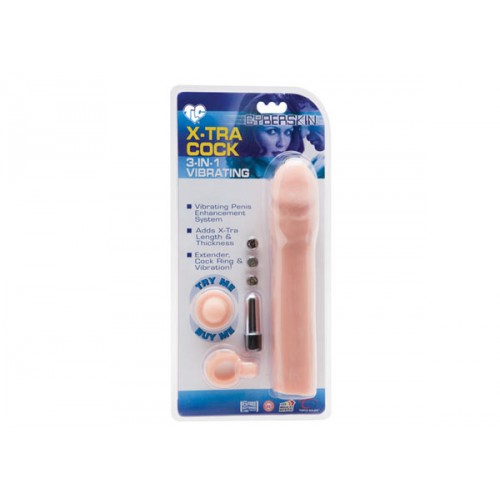 TLC
CYBERSKIN
X-TRA
COCK
3-IN-1
VIBRATING
Vibrating Penis
Enhancement
System
Adds X-Tra
Length &
Thickness
Extender,
Cock Ring &
Vibration!
TRY ME
BUY ME